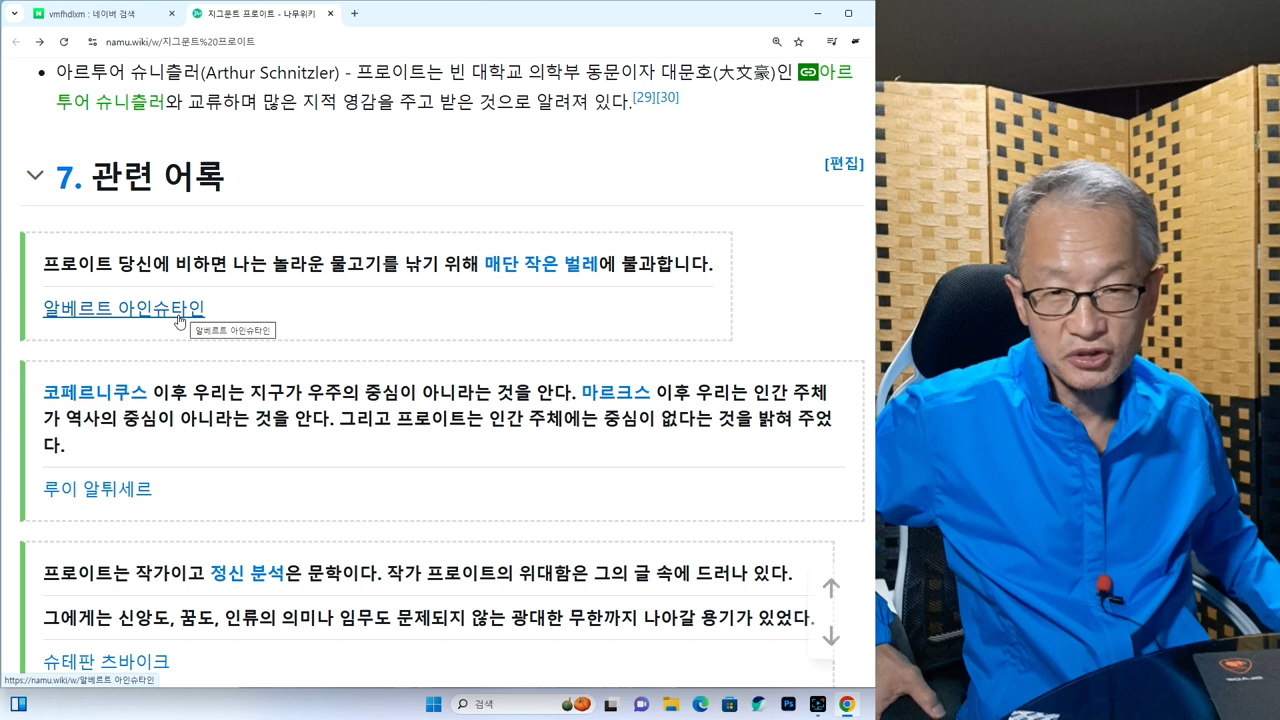 vmfhdlxm : 네이버 검색
지그문트 프로이트 - 나무위키
namu.wiki/w/지그문트%20프로이트
아르투어 슈니츨러(Arthur Schnitzler) - 프로이트는 빈 대학교 의학부 동문이자 대문호(大文豪)인 아르
투어 슈니츨러와 교류하며 많은 지적 영감을 주고 받은 것으로 알려져 있다.[29][30]
7. 관련 어록
[편집]
프로이트 당신에 비하면 나는 놀라운 물고기를 낚기 위해 매단 작은 벌레에 불과합니다.
알베르트 아인슈타인
알베르트 아인슈타인
코페르니쿠스 이후 우리는 지구가 우주의 중심이 아니라는 것을 안다. 마르크스 이후 우리는 인간 주체
가 역사의 중심이 아니라는 것을 안다. 그리고 프로이트는 인간 주체에는 중심이 없다는 것을 밝혀 주었
다.
루이 알튀세르
프로이트는 작가이고 정신 분석은 문학이다. 작가 프로이트의 위대함은 그의 글 속에 드러나 있다.
그에게는 신앙도, 꿈도, 인류의 의미나 임무도 문제되지 않는 광대한 무한까지 나아갈 용기가 있었다.
슈테판 츠바이크
https://namu.wiki/w/알베르트 아인슈타인
검색
Ps